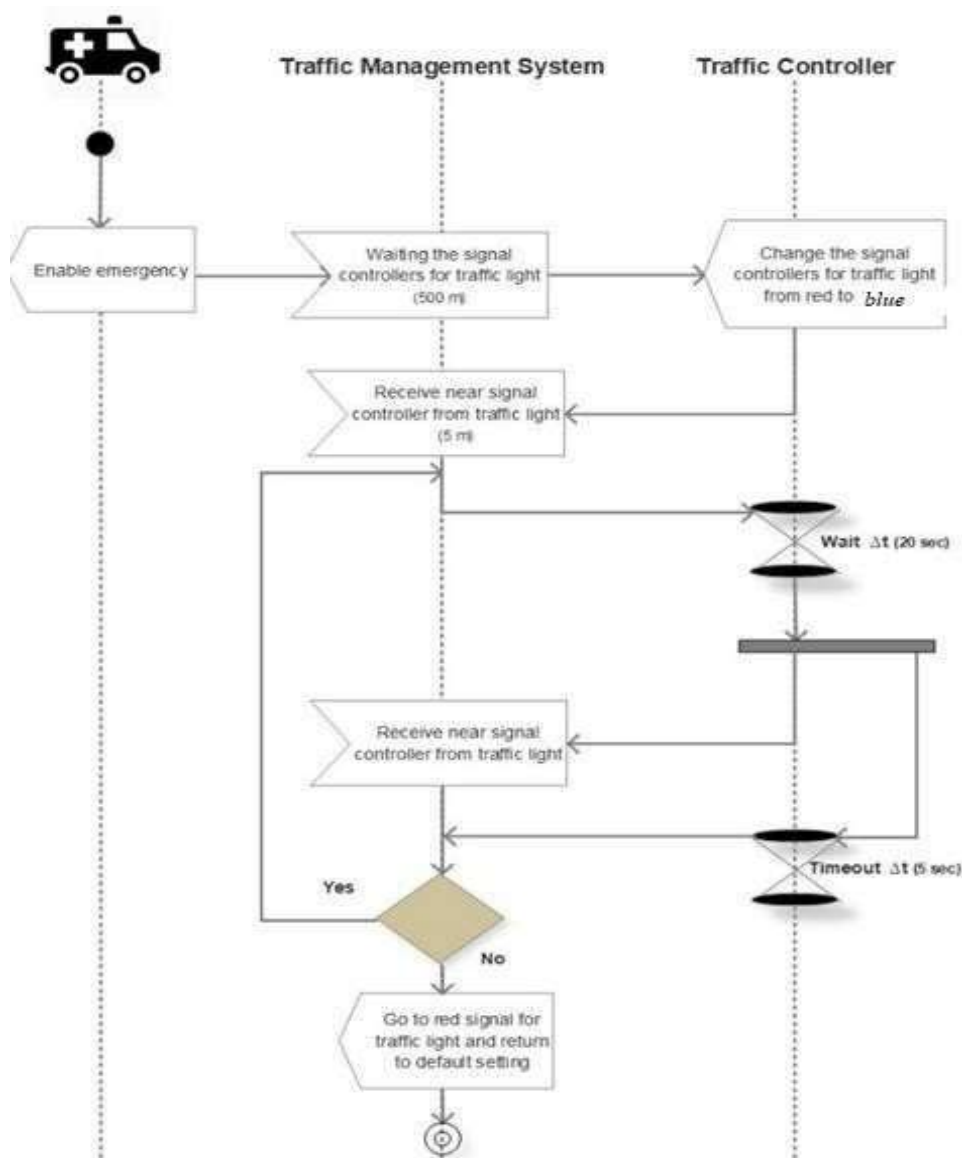 Traffic Management System
Traffic Controller
Enable emergency
Waiting the signal
controllers for traffic light
(500 m)
Change the signal
controllers for traffic light
from red to blue
Receive near signal
controller from traffic light
(5 m)
Wait Δt (20 sec)
Receive near signal
controller from traffic light
Timeout Δt (5 sec)
Yes
No
Go to red signal for
traffic light and return
to default setting